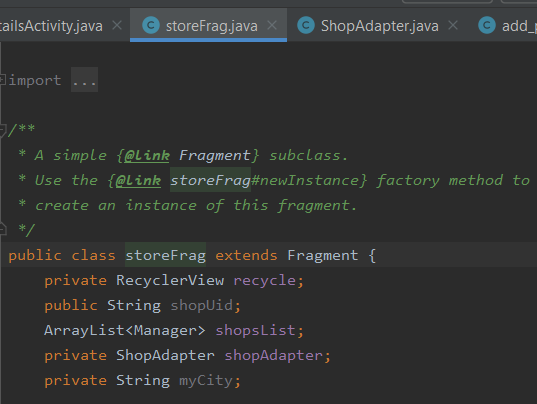 tailsActivity.java × C storeFrag.java × C ShopAdapter.java × C add_p
import ...
/**
* A simple {@link Fragment} subclass.
* Use the {@link storeFrag#newInstance} factory method to
* create an instance of this fragment.
*/
public class storeFrag extends Fragment {
private RecyclerView recycle;
public String shopUid;
ArrayList<Manager> shopsList;
private ShopAdapter shopAdapter;
private String myCity;